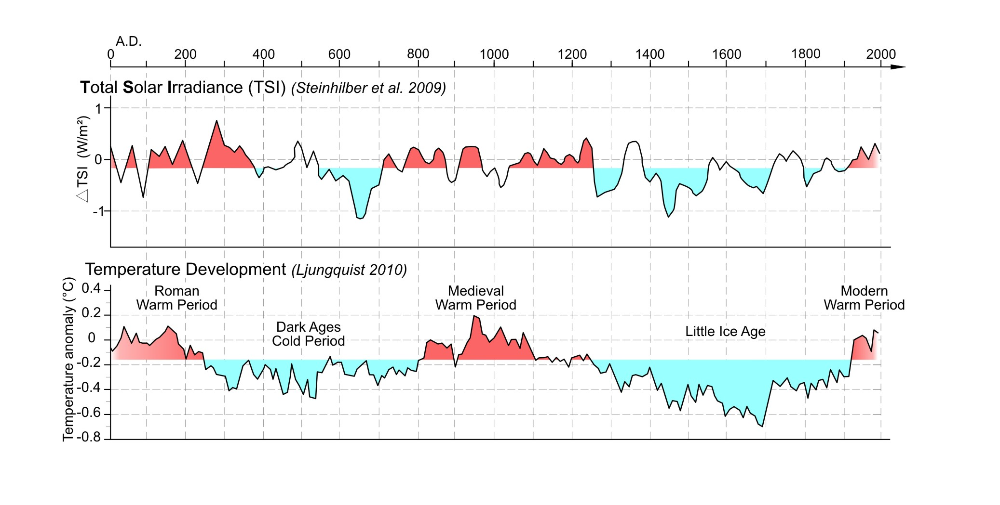 A.D.
0 200 400 600 800 1000 1200 1400 1600 1800 2000
Total Solar Irradiance (TSI) (Steinhilber et al. 2009)
1
0
-1
△TSI (W/m²)
Temperature Development (Ljungquist 2010)
0.4
0.2
0
-0.2
-0.4
-0.6
-0.8
Temperature anomaly (°C)
Roman
Warm Period
Dark Ages
Cold Period
Medieval
Warm Period
Little Ice Age
Modern
Warm Period